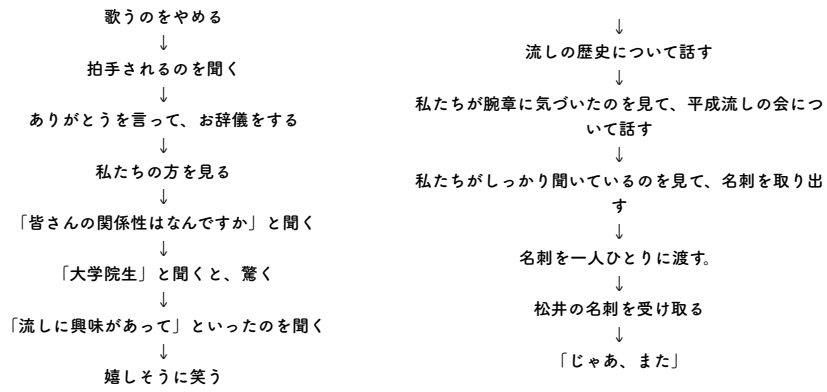 歌うのをやめる
↓
拍手されるのを聞く
↓
ありがとうを言って、お辞儀をする
↓
私たちの方を見る
↓
「皆さんの関係性はなんですか」と聞く
↓
「大学院生」と聞くと、驚く
↓
「流しに興味があって」といったのを聞く
↓
嬉しそうに笑う
↓
流しの歴史について話す
↓
私たちが腕章に気づいたのを見て、平成流しの会につ
いて話す
↓
私たちがしっかり聞いているのを見て、名刺を取り出
す
↓
名刺を一人ひとりに渡す。
↓
松井の名刺を受け取る
↓
「じゃあ、また」